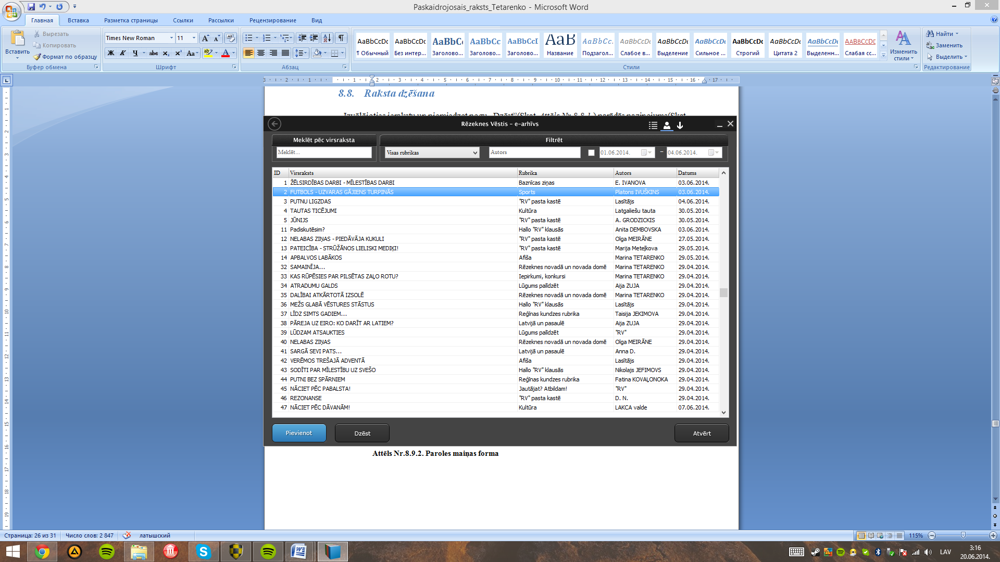 Paskaidrojosais_raksts_Tetarenko - Microsoft Word
Главная Вставка Разметка страницы Ссылки Рассылки Рецензирование Вид
Вставить
Вырезать
Копировать
Формат по образцу
Буфер обмена
Times New Roman 11
Ж К Ч abc x₂ x² Aa
Шрифт
Абзац
AaBbCcDc AaBbCcDc AaBbC AaBbCc AaBbCcI AaB AaBbCc. AaBbCcDc AaBbCcDc AaBbCcDc AaBbCcDc AaBbCcDc AaBbCcDc AABBCCDE
¶ Обычный Без интер... Заголово... Заголово... Заголово... Название Подзагол... Слабое в... Выделение Сильное ... Строгий Цитата 2 Выделенн... Слабая сс...
Стили
Изменить стили
Найти
Заменить
Выделить
Редактирование
3 2 1 1 2 3 4 5 6 7 8 9 10 11 12 13 14 15 16 17
8.8. Raksta dzēšana
Rēzeknes Vēstis - e-arhīvs
Meklēt pēc virsraksta Filtrēt
Meklēt... Visas rubrikas Autors 01.06.2014. - 04.06.2014.
ID Virsraksts Rubrika Autors Datums
1 ŽĒLSIRDĪBAS DARBI - MĪLESTĪBAS DARBI Baznīcas ziņas E. IVANOVA 03.06.2014.
2 FUTBOLS - UZVARAS GĀJIENS TURPINĀS Sports Platons IVUŠKINS 03.06.2014.
3 PUTNU LIGZDAS "RV" pasta kastē Lasītājs 04.06.2014.
4 TAUTAS TICĒJUMI Kultūra Latgaliešu tauta 30.05.2014.
5 JŪNIJS "RV" pasta kastē A. GRODZICKIS 30.05.2014.
11 Padiskutēsim? Hallo "RV" klausās Anita DEMBOVSKA 03.06.2014.
12 NELABAS ZIŅAS - PIEDĀVĀJA KUKULI "RV" pasta kastē Olga MEIRĀNE 27.05.2014.
13 PATEICĪBA - STRŪŽĀNOS LIELISKI MEDIĶI! "RV" pasta kastē Marija Meteļkova 29.05.2014.
14 APBALVOS LABĀKOS Afiša Marina TETARENKO 29.05.2014.
32 SAMAINĪJA... Rēzeknes novadā un novada domē Marina TETARENKO 29.04.2014.
33 KAS RŪPĒSIES PAR PILSĒTAS ZAĻO ROTU? Iepirkumi, konkursi Marina TETARENKO 29.04.2014.
34 ATRADUMU GALDS Lūgums palīdzēt Aija ZUJA 29.04.2014.
35 DALĪBAI ATKĀRTOTĀ IZSOLĒ Rēzeknes novadā un novada domē Marina TETARENKO 29.04.2014.
36 MEŽS GLABĀ VĒSTURES STĀSTUS Hallo "RV" klausās Lasītājs 29.04.2014.
37 LĪDZ SIMTS GADIEM... Reģīnas kundzes rubrika Taisija JEKIMOVA 29.04.2014.
38 PĀREJA UZ EIRO: KO DARĪT AR LATIEM? Latvijā un pasaulē Aija ZUJA 29.04.2014.
39 LŪDZAM ATSAUKTIES Lūgums palīdzēt "RV" 29.04.2014.
40 NELABAS ZIŅAS Rēzeknes novadā un novada domē Olga MEIRĀNE 29.04.2014.
41 SARGĀ SEVI PATS... Latvijā un pasaulē Anna D. 29.04.2014.
42 VERĒMOS TREŠAJĀ ADVENTĀ Afiša Lasītājs 29.04.2014.
43 SODĪTI PAR MĪLESTĪBU UZ SVEŠO Hallo "RV" klausās Nikolajs JEFIMOVS 29.04.2014.
44 PUTNI BEZ SPĀRNIEM Reģīnas kundzes rubrika Fatina KOVAĻONOKA 29.04.2014.
45 NĀCIET PĒC PABALSTA! Jautājat? Atbildam! "RV" 29.04.2014.
46 REZONANSE "RV" pasta kastē D. N. 29.04.2014.
47 NĀCIET PĒC DĀVANĀM! Kultūra LAKCA valde 07.06.2014.
Pievienot Dzēst Atvērt
Attēls Nr.8.9.2. Paroles maiņas forma
Страница: 26 из 31 Число слов: 2 847 латышский 115%
LAV 3:16
20.06.2014.